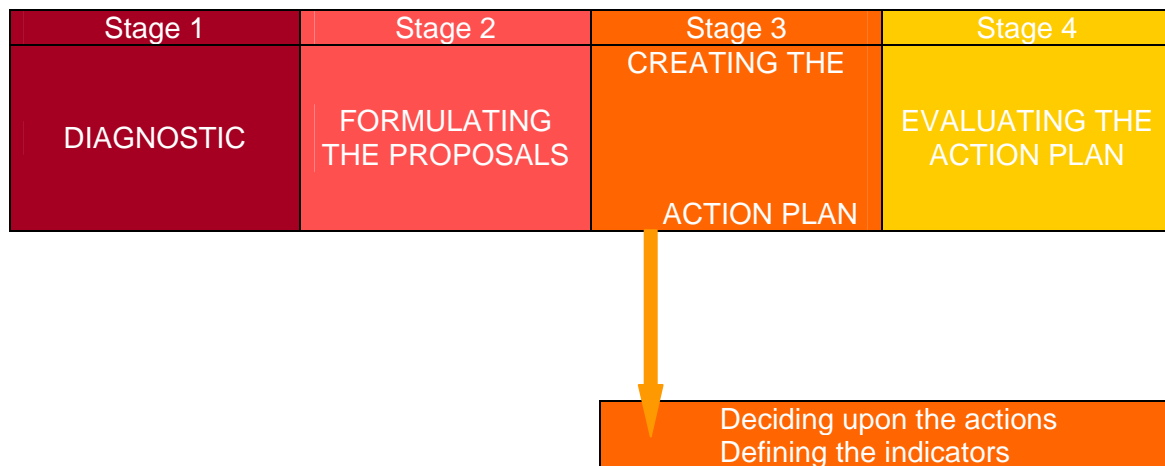 Stage 1
Stage 2
Stage 3
Stage 4
DIAGNOSTIC
FORMULATING
THE PROPOSALS
CREATING THE
ACTION PLAN
EVALUATING THE
ACTION PLAN
Deciding upon the actions
Defining the indicators